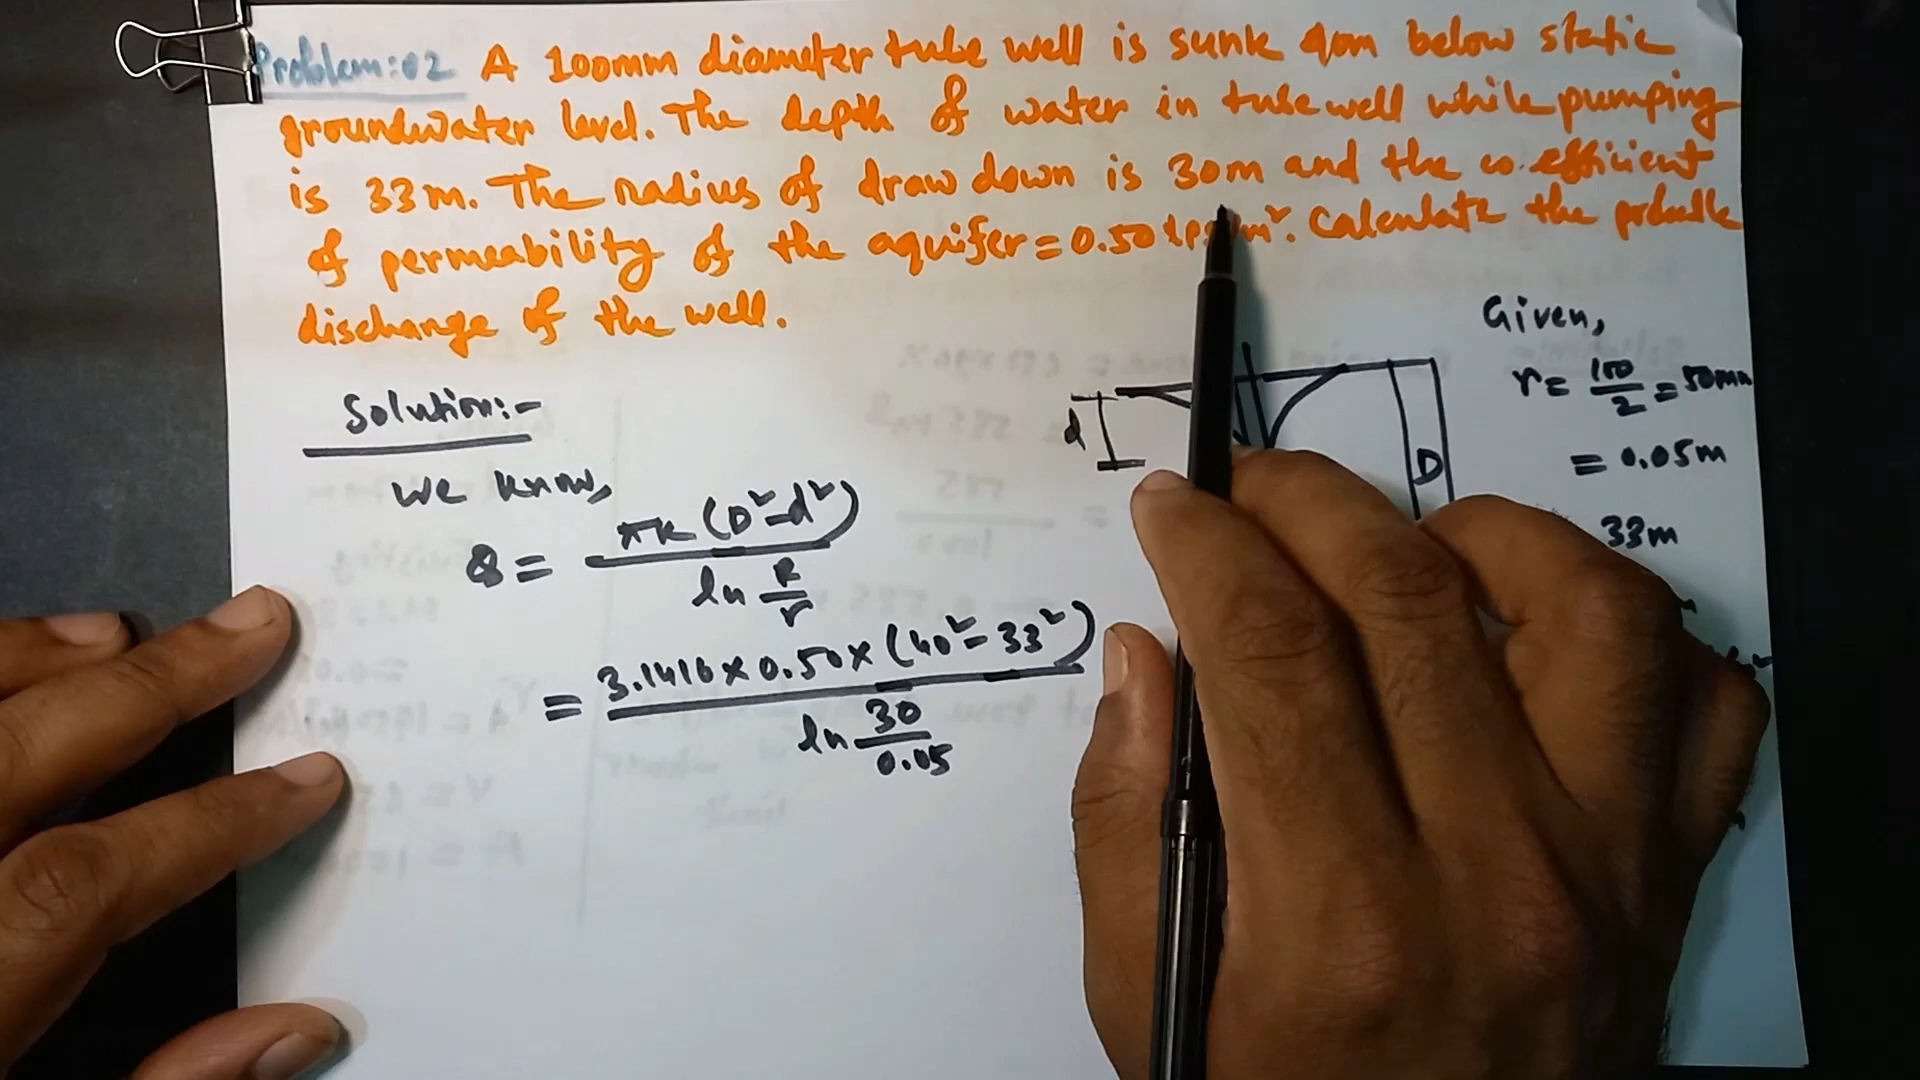 Problem:02 A 100mm diameter tube well is sunk 40m below static
groundwater level. The depth of water in tube well while pumping
is 33m. The radius of draw down is 30m and the co-efficient
of permeability of the aquifer = 0.50 m². Calculate the
discharge of the well.
Given,
Solution:-
r = 100/2 = 50mm
= 0.05m
33m
d
D
we know,
Q = πk (D²-d²) / ln R/r
= 3.1416 x 0.50 x (40² - 33²) / ln 30/0.05